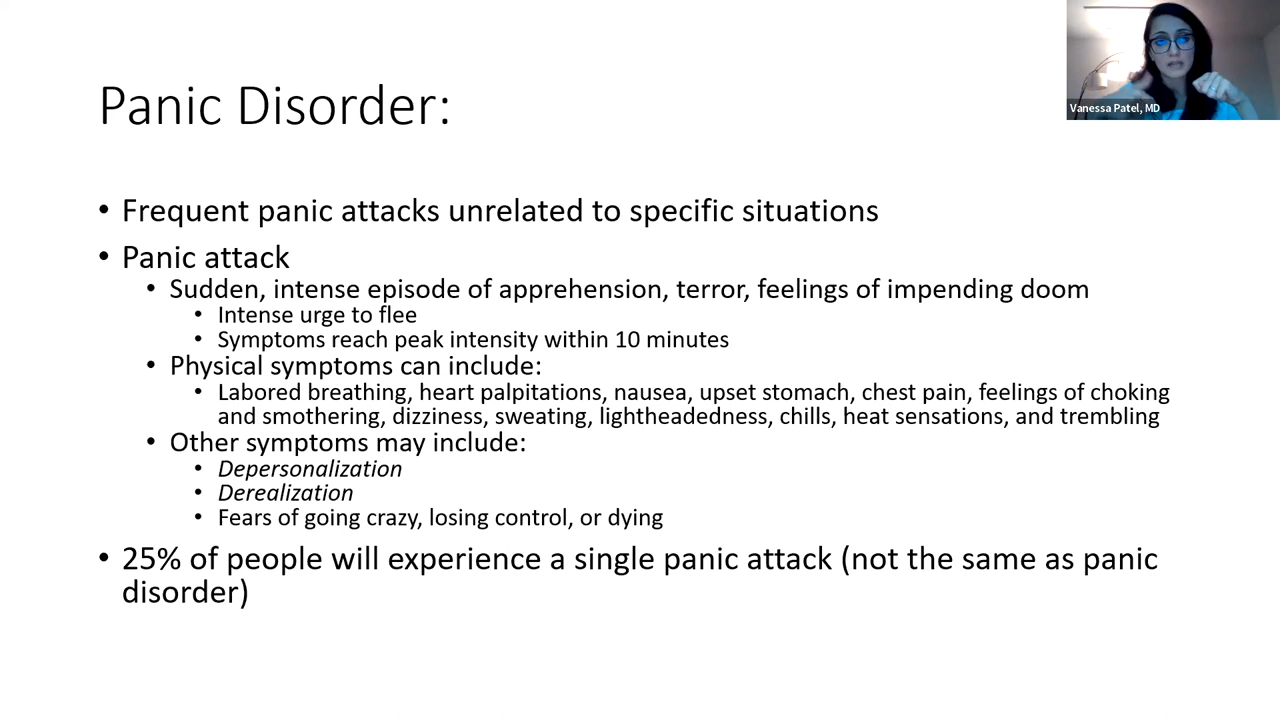 Vanessa Patel, MD
Panic Disorder:
• Frequent panic attacks unrelated to specific situations
• Panic attack
• Sudden, intense episode of apprehension, terror, feelings of impending doom
• Intense urge to flee
• Symptoms reach peak intensity within 10 minutes
• Physical symptoms can include:
• Labored breathing, heart palpitations, nausea, upset stomach, chest pain, feelings of choking
and smothering, dizziness, sweating, lightheadedness, chills, heat sensations, and trembling
• Other symptoms may include:
• Depersonalization
• Derealization
• Fears of going crazy, losing control, or dying
• 25% of people will experience a single panic attack (not the same as panic
disorder)